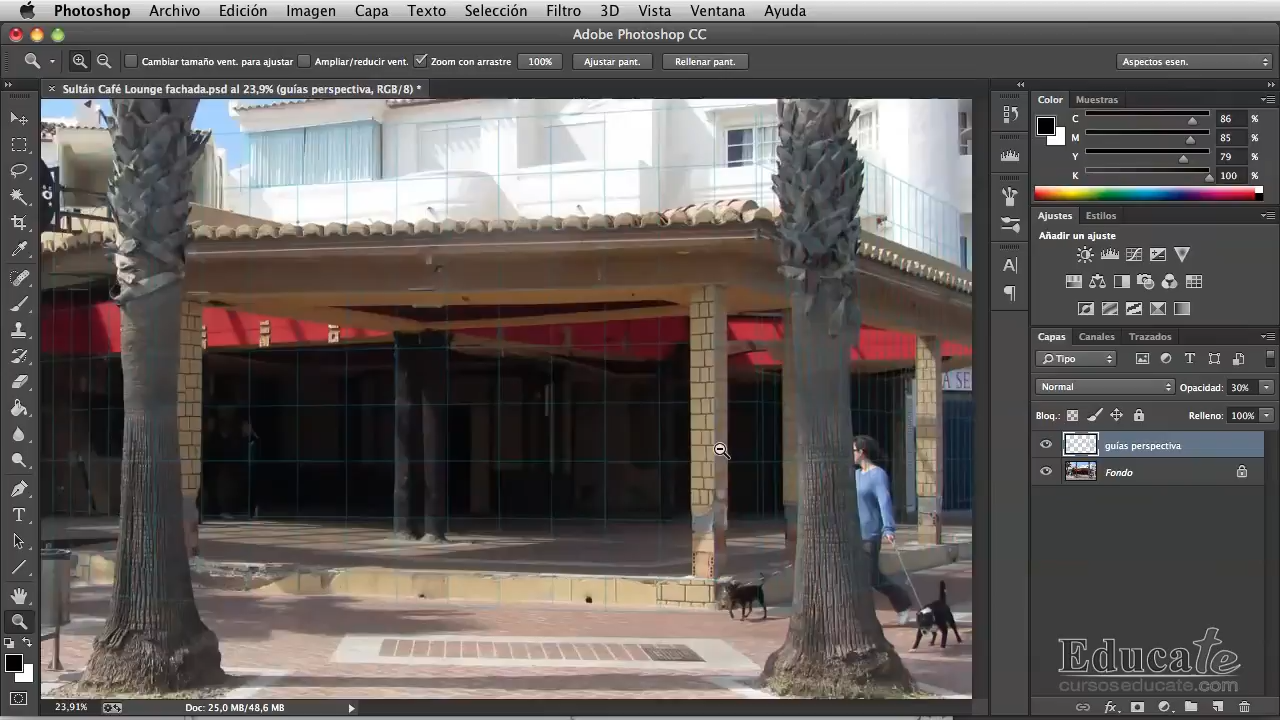 Photoshop Archivo Edición Imagen Capa Texto Selección Filtro 3D Vista Ventana Ayuda
Adobe Photoshop CC
Cambiar tamaño vent. para ajustar Ampliar/reducir vent. Zoom con arrastre 100% Ajustar pant. Rellenar pant. Aspectos esen.
Sultán Café Lounge fachada.psd al 23,9% (guías perspectiva, RGB/8) *
Color Muestras
C 86 %
M 85 %
Y 79 %
K 100 %
Ajustes Estilos
Añadir un ajuste
Capas Canales Trazados
Tipo
Normal Opacidad: 30%
Bloq.: Relleno: 100%
guías perspectiva
Fondo
A SE
Educate
cursoseducate.com
23,91% Doc: 25,0 MB/48,6 MB